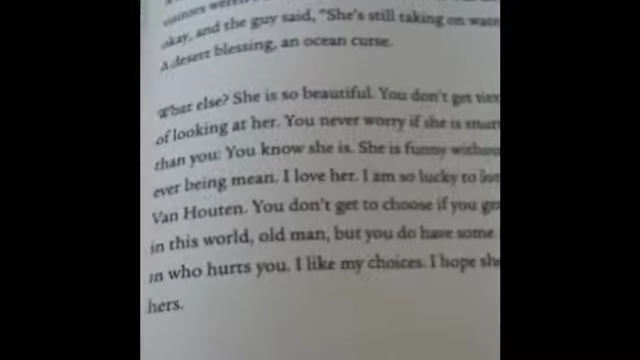 visitors
okay, and the guy said, "She's still taking on
A desert blessing, an ocean curse.
What else? She is so beautiful. You don't get
of looking at her. You never worry if she is
than you: You know she is. She is funny
ever being mean. I love her. I am so lucky to
Van Houten. You don't get to choose if you
in this world, old man, but you do have some
in who hurts you. I like my choices. I hope
hers.